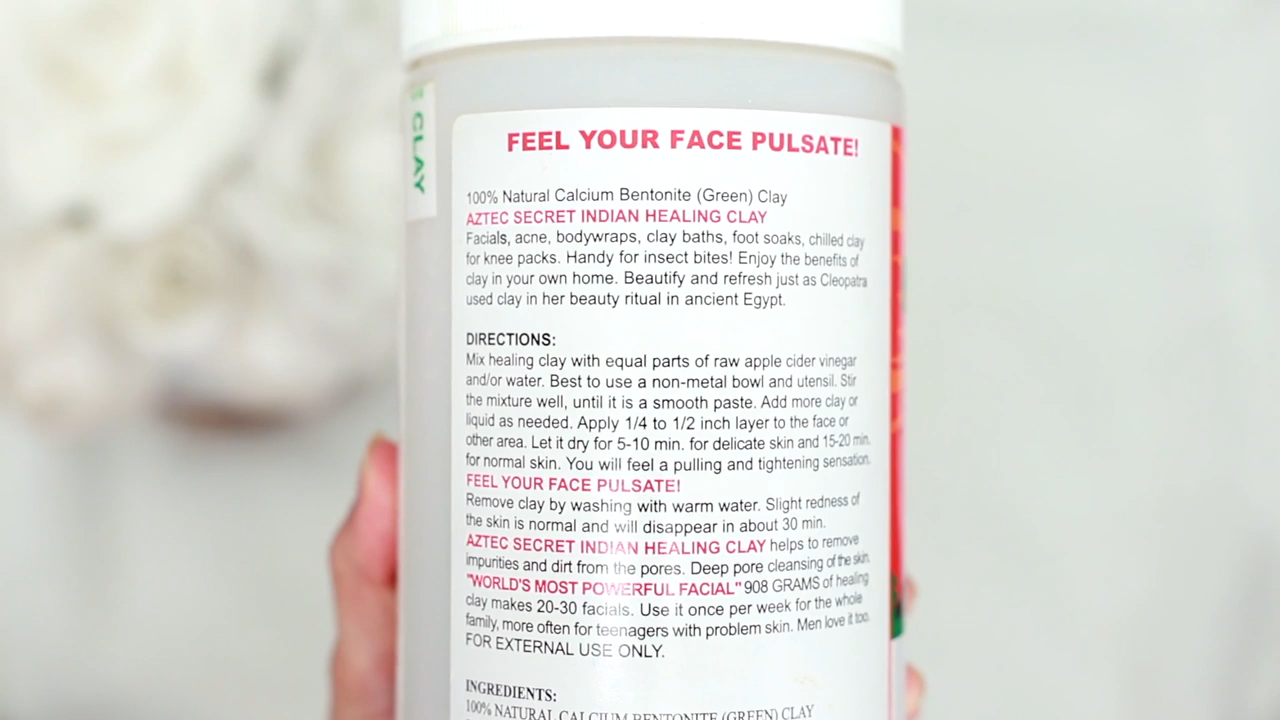 CLAY
FEEL YOUR FACE PULSATE!
100% Natural Calcium Bentonite (Green) Clay
AZTEC SECRET INDIAN HEALING CLAY
Facials, acne, bodywraps, clay baths, foot soaks, chilled clay
for knee packs. Handy for insect bites! Enjoy the benefits of
clay in your own home. Beautify and refresh just as Cleopatra
used clay in her beauty ritual in ancient Egypt.
DIRECTIONS:
Mix healing clay with equal parts of raw apple cider vinegar
and/or water. Best to use a non-metal bowl and utensil. Stir
the mixture well, until it is a smooth paste. Add more clay or
liquid as needed. Apply 1/4 to 1/2 inch layer to the face or
other area. Let it dry for 5-10 min. for delicate skin and 15-20 min.
for normal skin. You will feel a pulling and tightening sensation.
FEEL YOUR FACE PULSATE!
Remove clay by washing with warm water. Slight redness of
the skin is normal and will disappear in about 30 min.
AZTEC SECRET INDIAN HEALING CLAY helps to remove
impurities and dirt from the pores. Deep pore cleansing of the skin.
"WORLD'S MOST POWERFUL FACIAL" 908 GRAMS of healing
clay makes 20-30 facials. Use it once per week for the whole
family, more often for teenagers with problem skin. Men love it too.
FOR EXTERNAL USE ONLY.
INGREDIENTS:
100% NATURAL CALCIUM BENTONITE (GREEN) CLAY